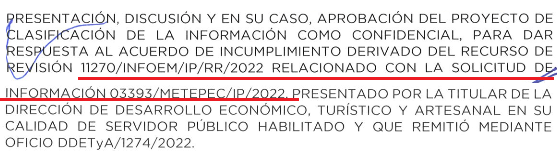 PRESENTACIÓN, DISCUSIÓN Y EN SU CASO, APROBACIÓN DEL PROYECTO DE
CLASIFICACIÓN DE LA INFORMACIÓN COMO CONFIDENCIAL, PARA DAR
RESPUESTA AL ACUERDO DE INCUMPLIMIENTO DERIVADO DEL RECURSO DE
REVISIÓN 11270/INFOEM/IP/RR/2022 RELACIONADO CON LA SOLICITUD DE
INFORMACIÓN 03393/METEPEC/IP/2022, PRESENTADO POR LA TITULAR DE LA
DIRECCIÓN DE DESARROLLO ECONÓMICO, TURÍSTICO Y ARTESANAL EN SU
CALIDAD DE SERVIDOR PÚBLICO HABILITADO Y QUE REMITIÓ MEDIANTE
OFICIO DDETyA/1274/2022.